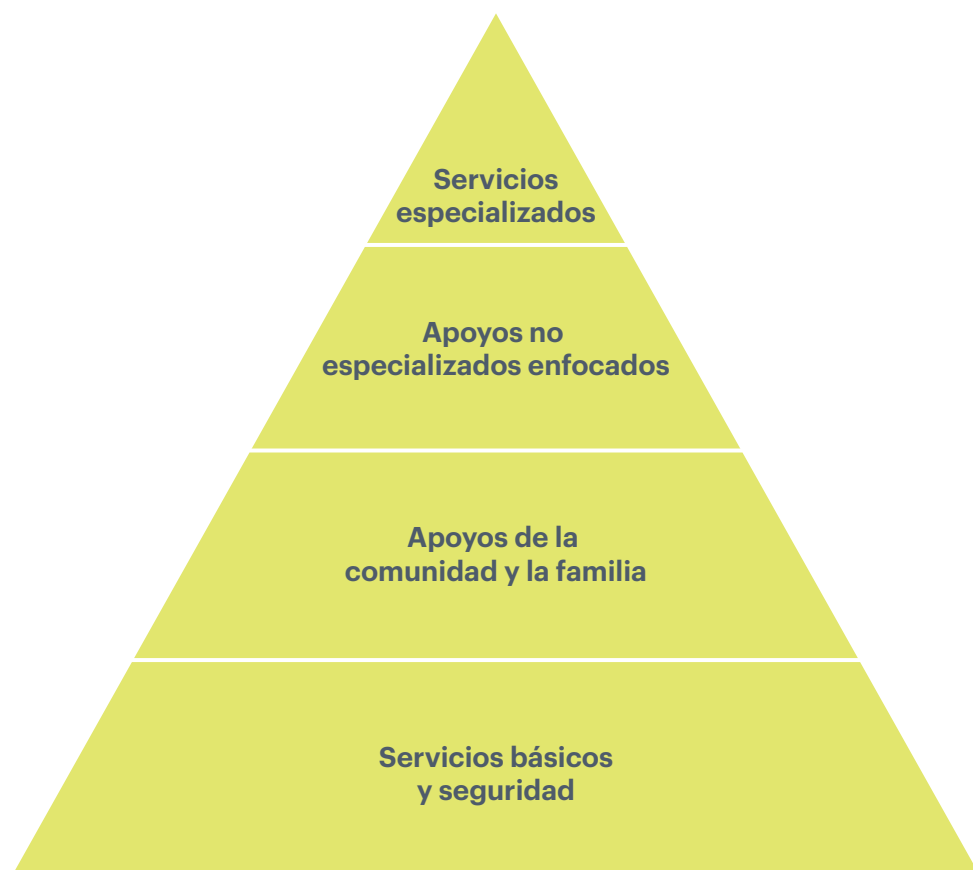 Servicios
especializados
Apoyos no
especializados enfocados
Apoyos de la
comunidad y la familia
Servicios básicos
y seguridad